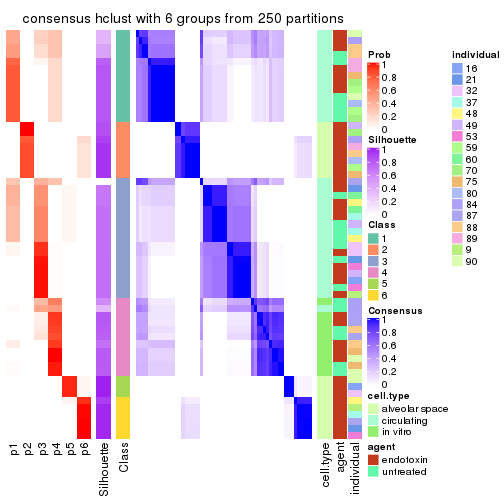 consensus hclust with 6 groups from 250 partitions
Prob
1
0.8
0.6
0.4
0.2
0
Silhouette
1
0.8
0.6
0.4
0.2
0
Class
1
2
3
4
5
6
Consensus
1
0.8
0.6
0.4
0.2
0
cell.type
alveolar space
circulating
in vitro
agent
endotoxin
untreated
individual
16
21
32
37
48
49
53
59
60
70
75
80
84
87
88
89
9
90
p1
p2
p3
p4
p5
p6
Silhouette
Class
cell.type
agent
individual